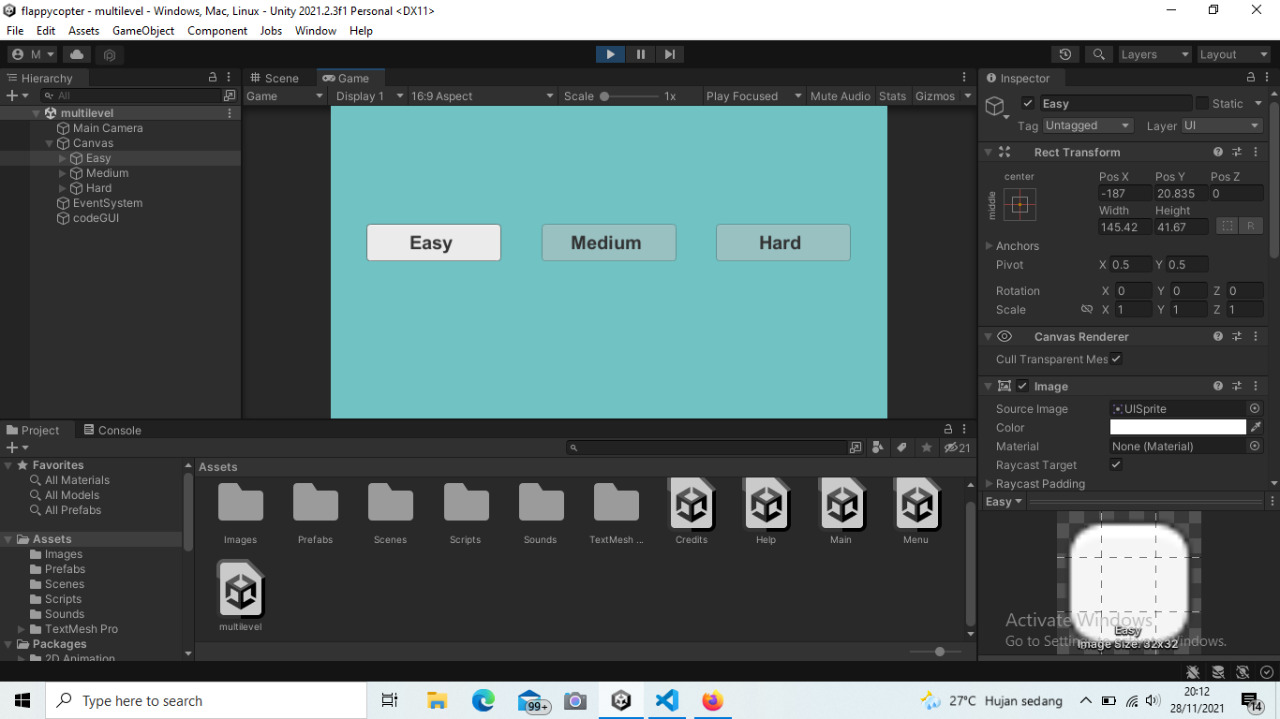 flappycopter - multilevel - Windows, Mac, Linux - Unity 2021.2.3f1 Personal <DX11>
File Edit Assets GameObject Component Jobs Window Help
M Layers Layout
Hierarchy
All
multilevel
Main Camera
Canvas
Easy
Medium
Hard
EventSystem
codeGUI
Scene Game
Game Display 1 16:9 Aspect Scale 1x Play Focused Mute Audio Stats Gizmos
Easy Medium Hard
Inspector
Easy Static
Tag Untagged Layer UI
Rect Transform
center
middle
Pos X Pos Y Pos Z
-187 20.835 0
Width Height
145.42 41.67 R
Anchors
Pivot X 0.5 Y 0.5
Rotation X 0 Y 0 Z 0
Scale X 1 Y 1 Z 1
Canvas Renderer
Cull Transparent Mes
Image
Source Image UISprite
Color
Material None (Material)
Raycast Target
Raycast Padding
Easy
Easy
Image Size: 32x32
Activate Windows
Go to Settin indows.
Project Console
21
Favorites
All Materials
All Models
All Prefabs
Assets
Images
Prefabs
Scenes
Scripts
Sounds
TextMesh Pro
Packages
2D Animation
Assets
Images Prefabs Scenes Scripts Sounds TextMesh ... Credits Help Main Menu
multilevel
Type here to search
99+
27°C Hujan sedang
20:12
28/11/2021
14